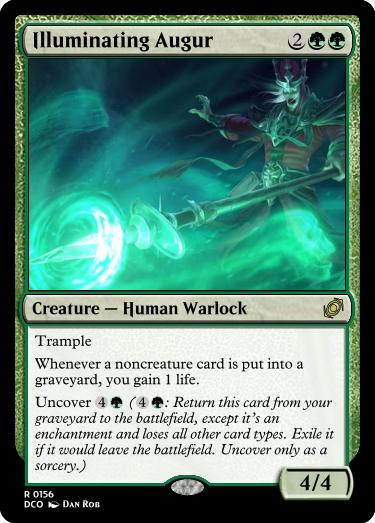 Illuminating Augur 2
Creature — Human Warlock
Trample
Whenever a noncreature card is put into a
graveyard, you gain 1 life.
Uncover 4 ( 4 : Return this card from your
graveyard to the battlefield, except it's an
enchantment and loses all other card types. Exile it
if it would leave the battlefield. Uncover only as a
sorcery.)
4/4
R 0156
DCO DAN ROB